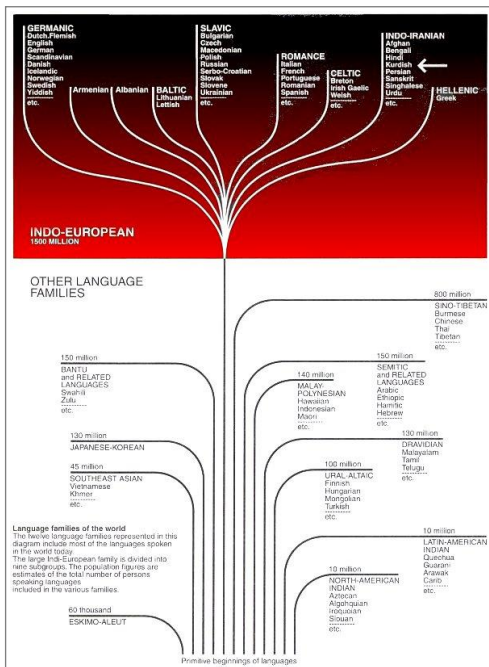 GERMANIC
Dutch.Flemish
English
German
Scandinavian
Danish
Icelandic
Norwegian
Swedish
Yiddish
etc.
Armenian
Albanian
BALTIC
Lithuanian
Lettish
SLAVIC
Bulgarian
Czech
Macedonian
Polish
Russian
Serbo-Croatian
Slovak
Slovene
Ukrainian
etc.
ROMANCE
Italian
French
Portuguese
Romanian
Spanish
etc.
CELTIC
Breton
Irish Gaelic
Welsh
etc.
INDO-IRANIAN
Afghan
Bengali
Hindi
Kurdish
Persian
Sanskrit
Singhalese
Urdu
etc.
HELLENIC
Greek
INDO-EUROPEAN
1500 MILLION
OTHER LANGUAGE
FAMILIES
800 million
SINO-TIBETAN
Burmese
Chinese
Thai
Tibetan
etc.
150 million
BANTU
and RELATED
LANGUAGES
Swahili
Zulu
etc.
140 million
MALAY-
POLYNESIAN
Hawaiian
Indonesian
Maori
etc.
150 million
SEMITIC
and RELATED
LANGUAGES
Arabic
Ethiopic
Hamitic
Hebrew
etc.
130 million
JAPANESE-KOREAN
130 million
DRAVIDIAN
Malayalam
Tamil
Telugu
etc.
45 million
SOUTHEAST ASIAN
Vietnamese
Khmer
etc.
100 million
URAL-ALTAIC
Finnish
Hungarian
Mongolian
Turkish
etc.
Language families of the world
The twelve language families represented in this
diagram include most of the languages spoken
in the world today.
The large Indi-European family is divided into
nine subgroups. The population figures are
estimates of the total number of persons
speaking languages
included in the various families.
10 million
LATIN-AMERICAN
INDIAN
Quechua
Guarani
Arawak
Carib
etc.
10 million
NORTH-AMERICAN
INDIAN
Aztecan
Algohquian
Iroquoian
Siouan
etc.
60 thousand
ESKIMO-ALEUT
Primitive beginnings of languages